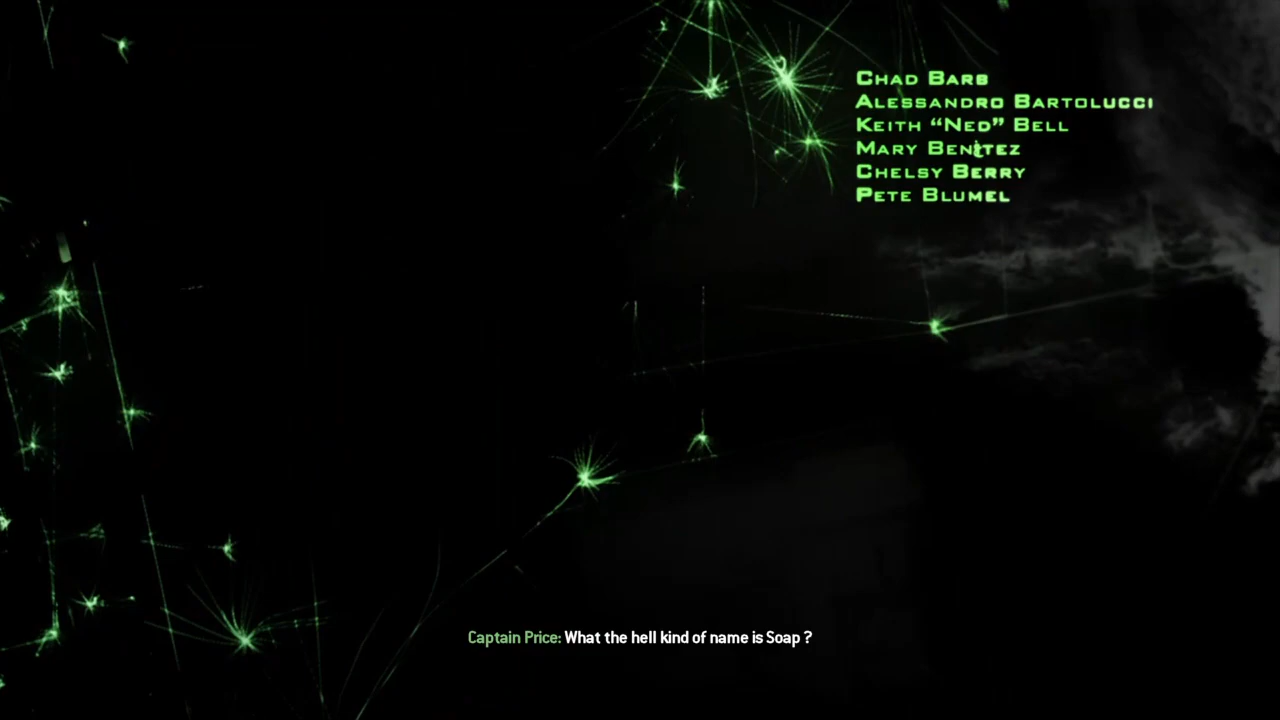 Chad Barb
Alessandro Bartolucci
Keith “Ned” Bell
Mary Benitez
Chelsy Berry
Pete Blumel
Captain Price: What the hell kind of name is Soap ?